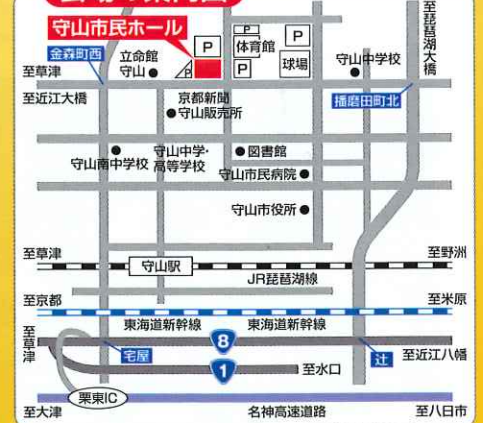 守山市民ホール
P
P
P
P
P
体育館
球場
金森町西
立命館
守山
守山中学校
至琵琶湖大橋
至草津
至近江大橋
京都新聞
守山販売所
播磨田町北
守山南中学校
守山中学・
高等学校
図書館
守山市民病院
守山市役所
至草津
守山駅
至野洲
JR琵琶湖線
至京都
至米原
東海道新幹線
東海道新幹線
至草津
宅屋
8
辻
至近江八幡
1
至水口
栗東IC
至大津
名神高速道路
至八日市